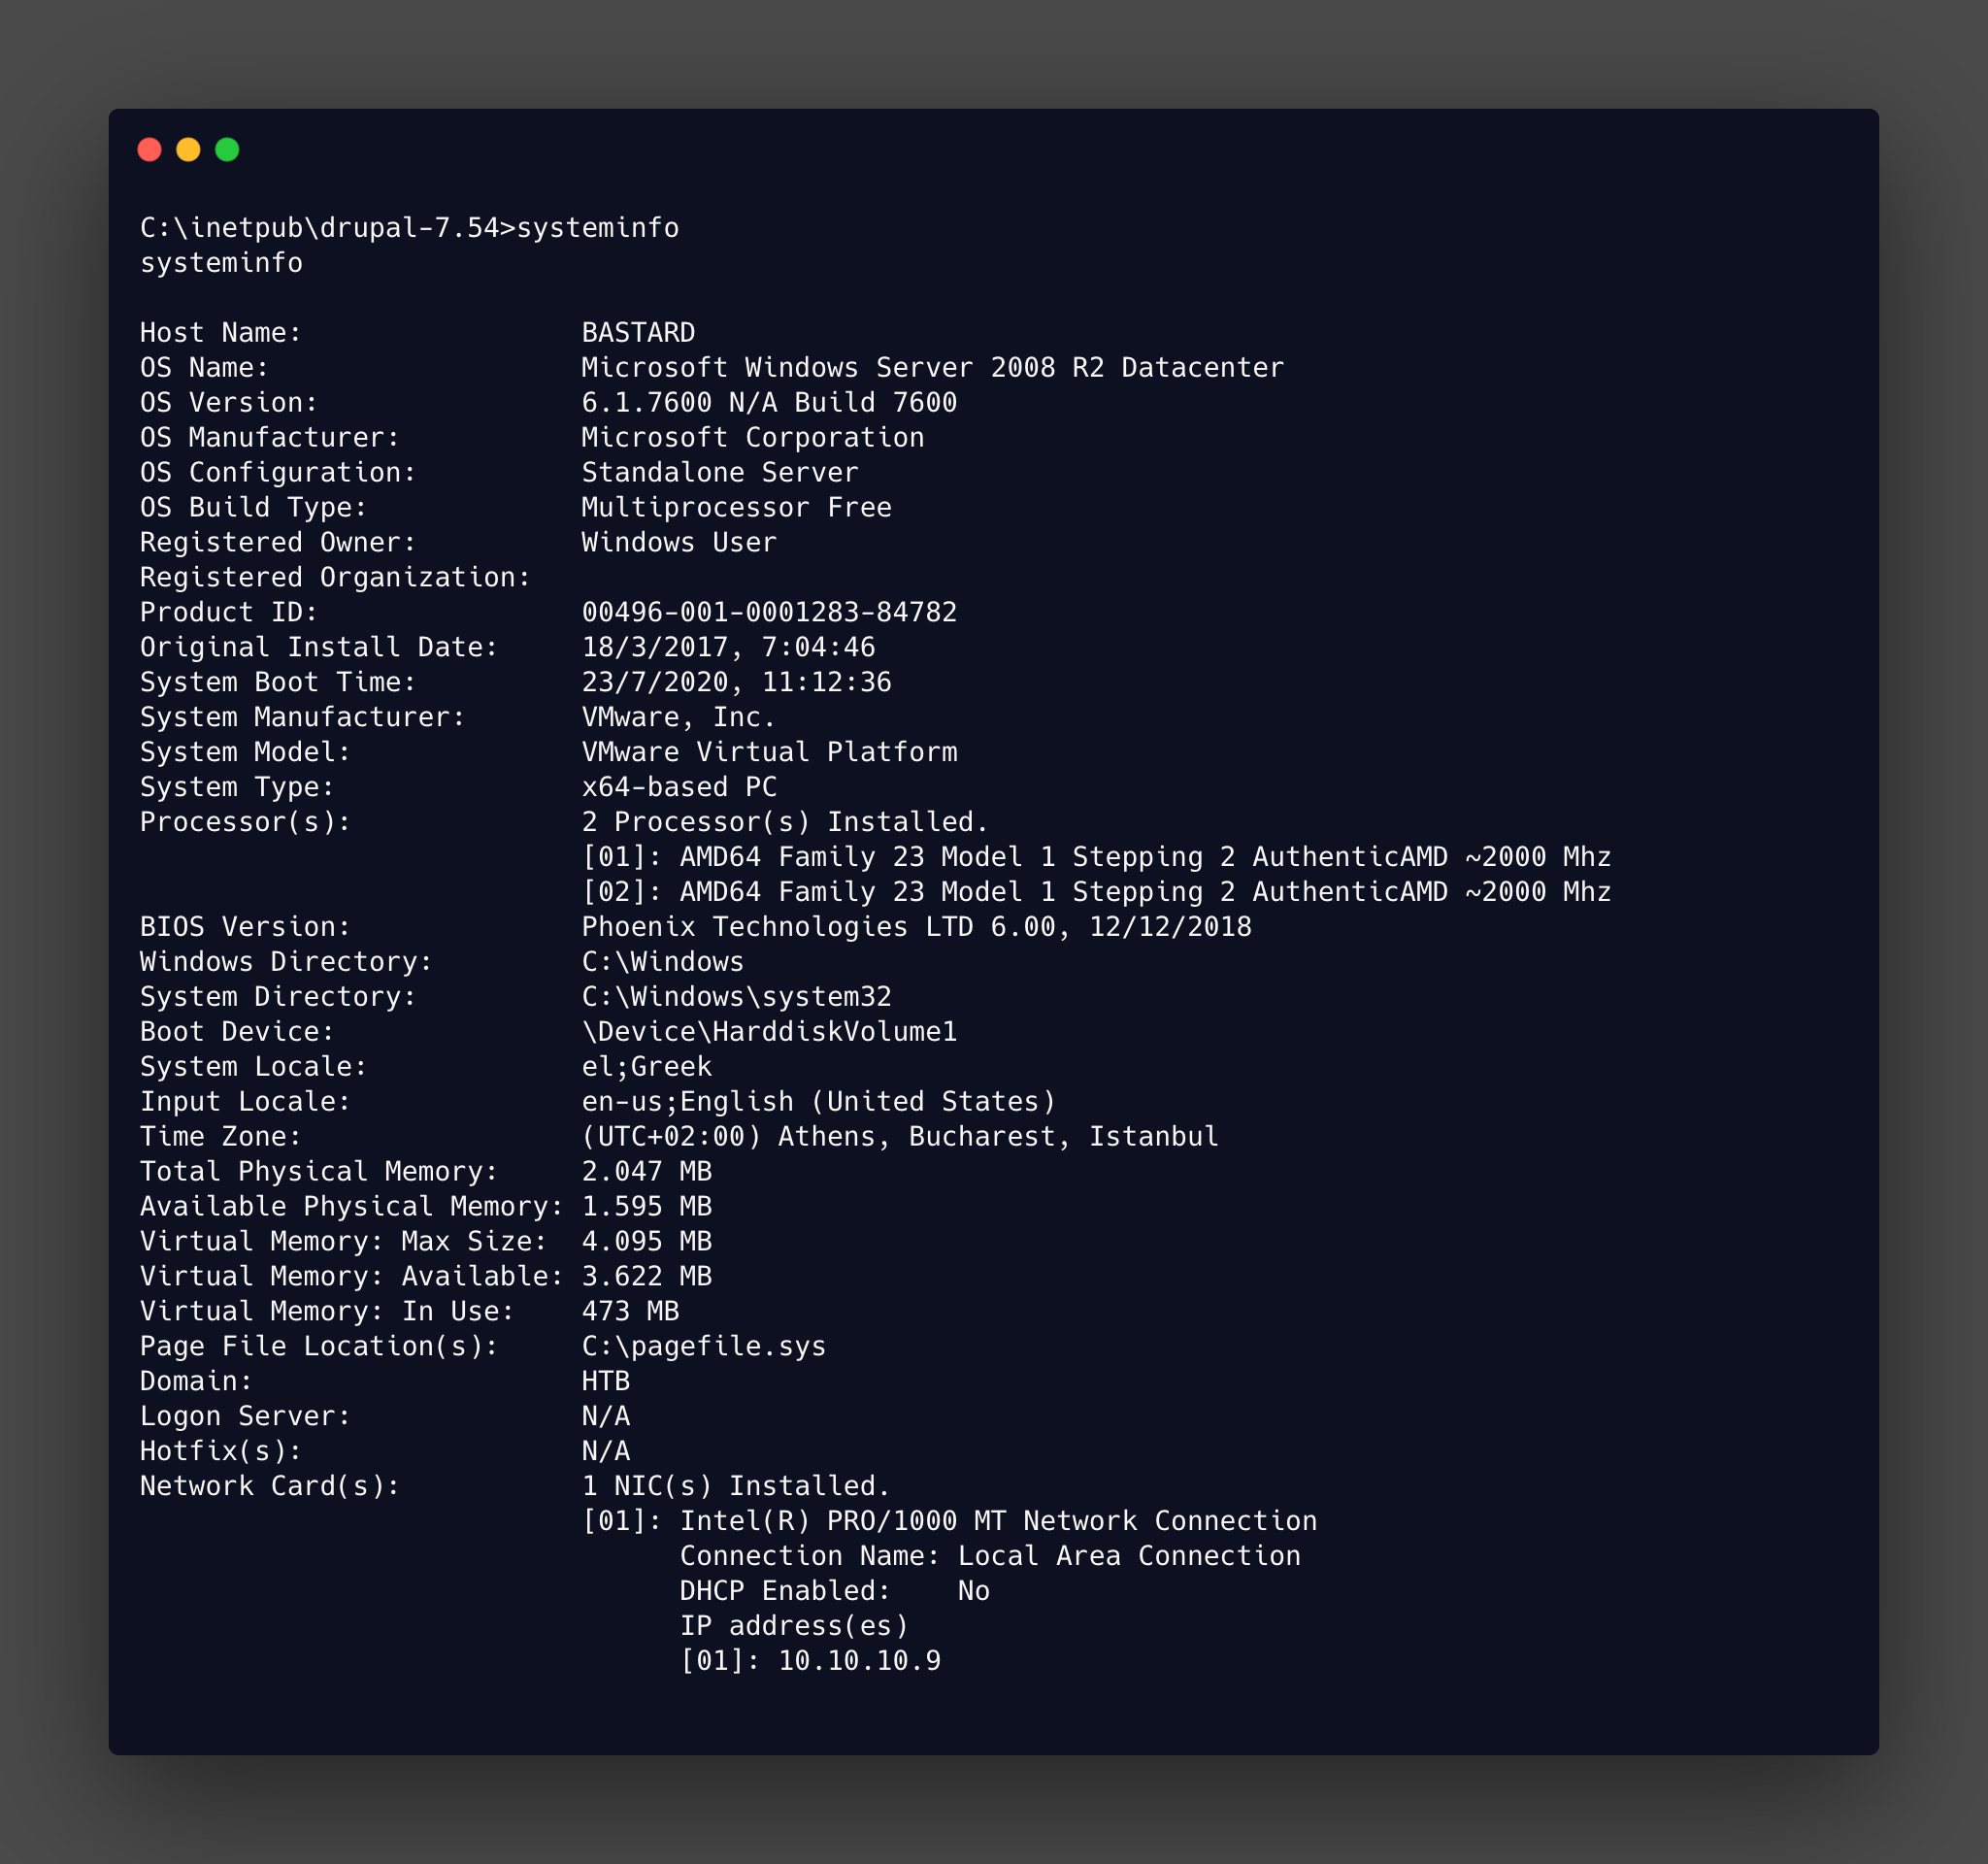 C:\inetpub\drupal-7.54>systeminfo
systeminfo

Host Name:                 BASTARD
OS Name:                   Microsoft Windows Server 2008 R2 Datacenter
OS Version:                6.1.7600 N/A Build 7600
OS Manufacturer:           Microsoft Corporation
OS Configuration:          Standalone Server
OS Build Type:             Multiprocessor Free
Registered Owner:          Windows User
Registered Organization:
Product ID:                00496-001-0001283-84782
Original Install Date:     18/3/2017, 7:04:46
System Boot Time:          23/7/2020, 11:12:36
System Manufacturer:       VMware, Inc.
System Model:              VMware Virtual Platform
System Type:               x64-based PC
Processor(s):              2 Processor(s) Installed.
                           [01]: AMD64 Family 23 Model 1 Stepping 2 AuthenticAMD ~2000 Mhz
                           [02]: AMD64 Family 23 Model 1 Stepping 2 AuthenticAMD ~2000 Mhz
BIOS Version:              Phoenix Technologies LTD 6.00, 12/12/2018
Windows Directory:         C:\Windows
System Directory:          C:\Windows\system32
Boot Device:               \Device\HarddiskVolume1
System Locale:             el;Greek
Input Locale:              en-us;English (United States)
Time Zone:                 (UTC+02:00) Athens, Bucharest, Istanbul
Total Physical Memory:     2.047 MB
Available Physical Memory: 1.595 MB
Virtual Memory: Max Size:  4.095 MB
Virtual Memory: Available: 3.622 MB
Virtual Memory: In Use:    473 MB
Page File Location(s):     C:\pagefile.sys
Domain:                    HTB
Logon Server:              N/A
Hotfix(s):                 N/A
Network Card(s):           1 NIC(s) Installed.
                           [01]: Intel(R) PRO/1000 MT Network Connection
                                 Connection Name: Local Area Connection
                                 DHCP Enabled:    No
                                 IP address(es)
                                 [01]: 10.10.10.9